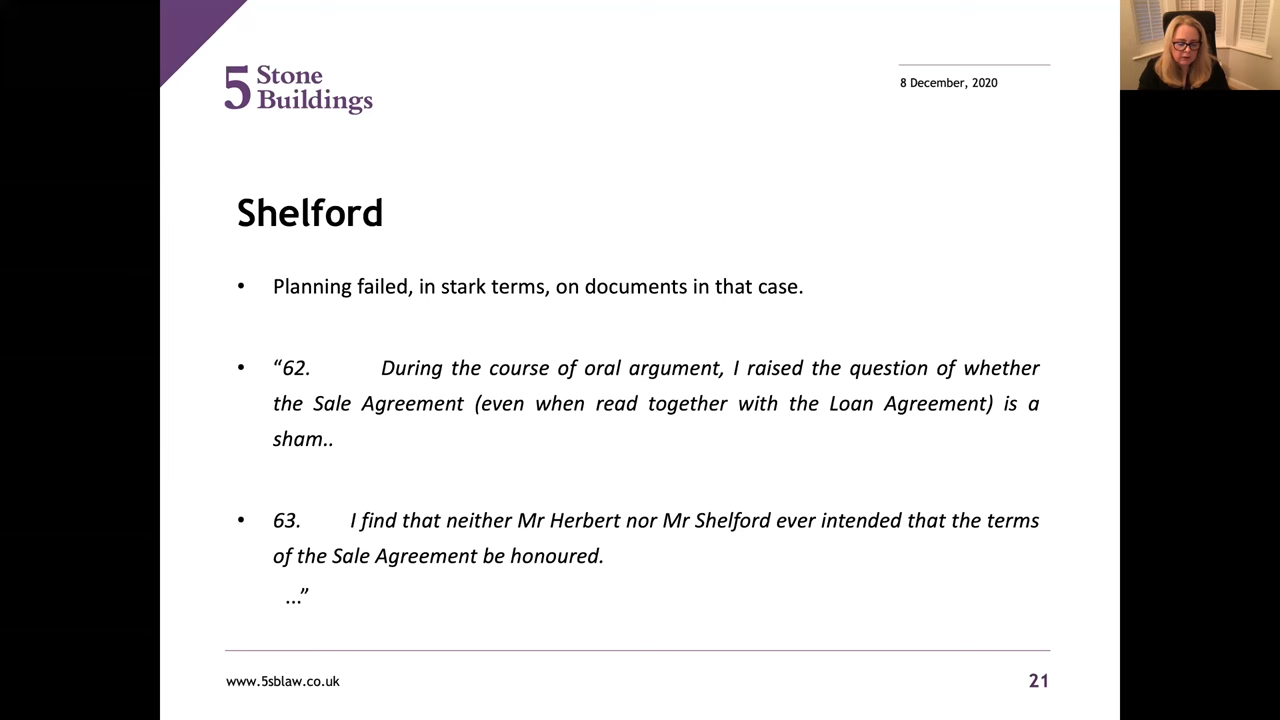 5 Stone
Buildings
8 December, 2020
Shelford
• Planning failed, in stark terms, on documents in that case.
• “62. During the course of oral argument, I raised the question of whether
the Sale Agreement (even when read together with the Loan Agreement) is a
sham..
• 63. I find that neither Mr Herbert nor Mr Shelford ever intended that the terms
of the Sale Agreement be honoured.
...”
www.5sblaw.co.uk
21